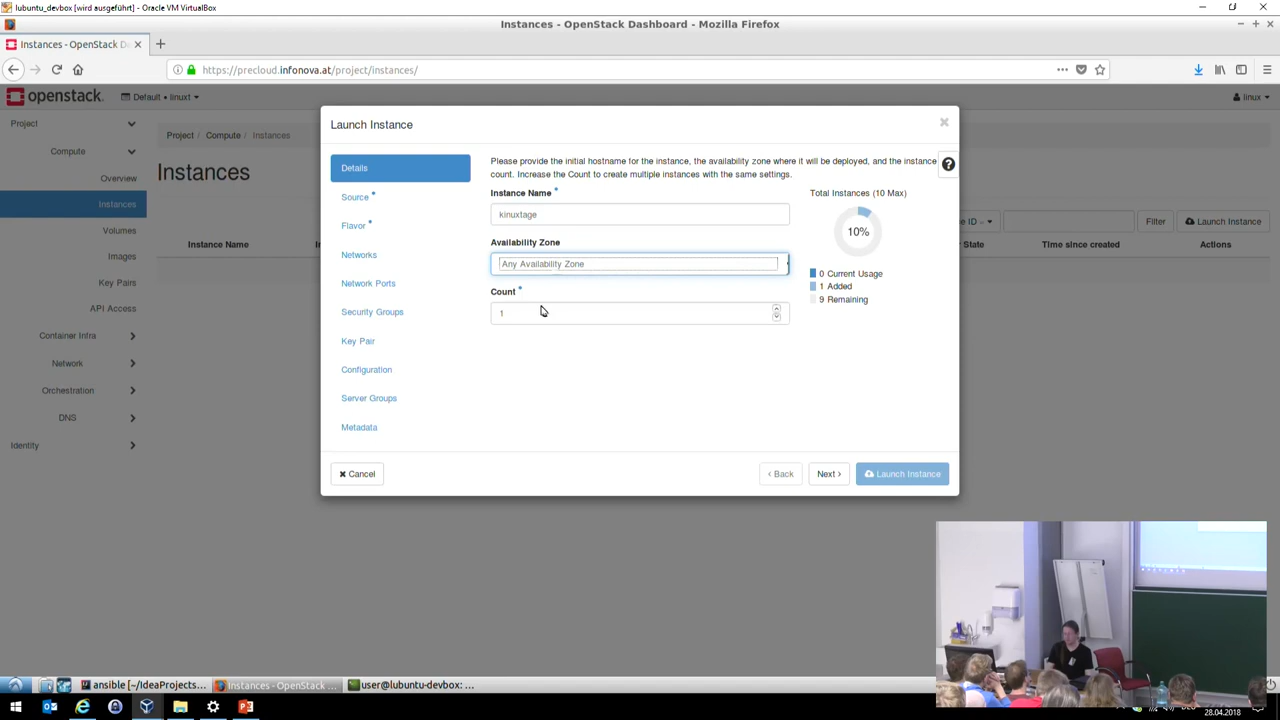 lubuntu_devbox [wird ausgeführt] - Oracle VM VirtualBox
Instances - OpenStack Dashboard - Mozilla Firefox
Instances - OpenStack D
https://precloud.infonova.at/project/instances/
openstack. Default • linuxt linux
Project
Compute
Overview
Instances
Volumes
Images
Key Pairs
API Access
Container Infra
Network
Orchestration
DNS
Identity
Project / Compute / Instances
Instances
e ID Filter Launch Instance
Instance Name I State Time since created Actions
Launch Instance
Details
Source *
Flavor *
Networks
Network Ports
Security Groups
Key Pair
Configuration
Server Groups
Metadata
Please provide the initial hostname for the instance, the availability zone where it will be deployed, and the instance
count. Increase the Count to create multiple instances with the same settings.
Instance Name *
kinuxtage
Availability Zone
Any Availability Zone
Count *
1
Total Instances (10 Max)
10%
0 Current Usage
1 Added
9 Remaining
Cancel
‹ Back
Next ›
Launch Instance
ansible [~/IdeaProjects... Instances - OpenStack ... user@lubuntu-devbox: ...
28.04.2018